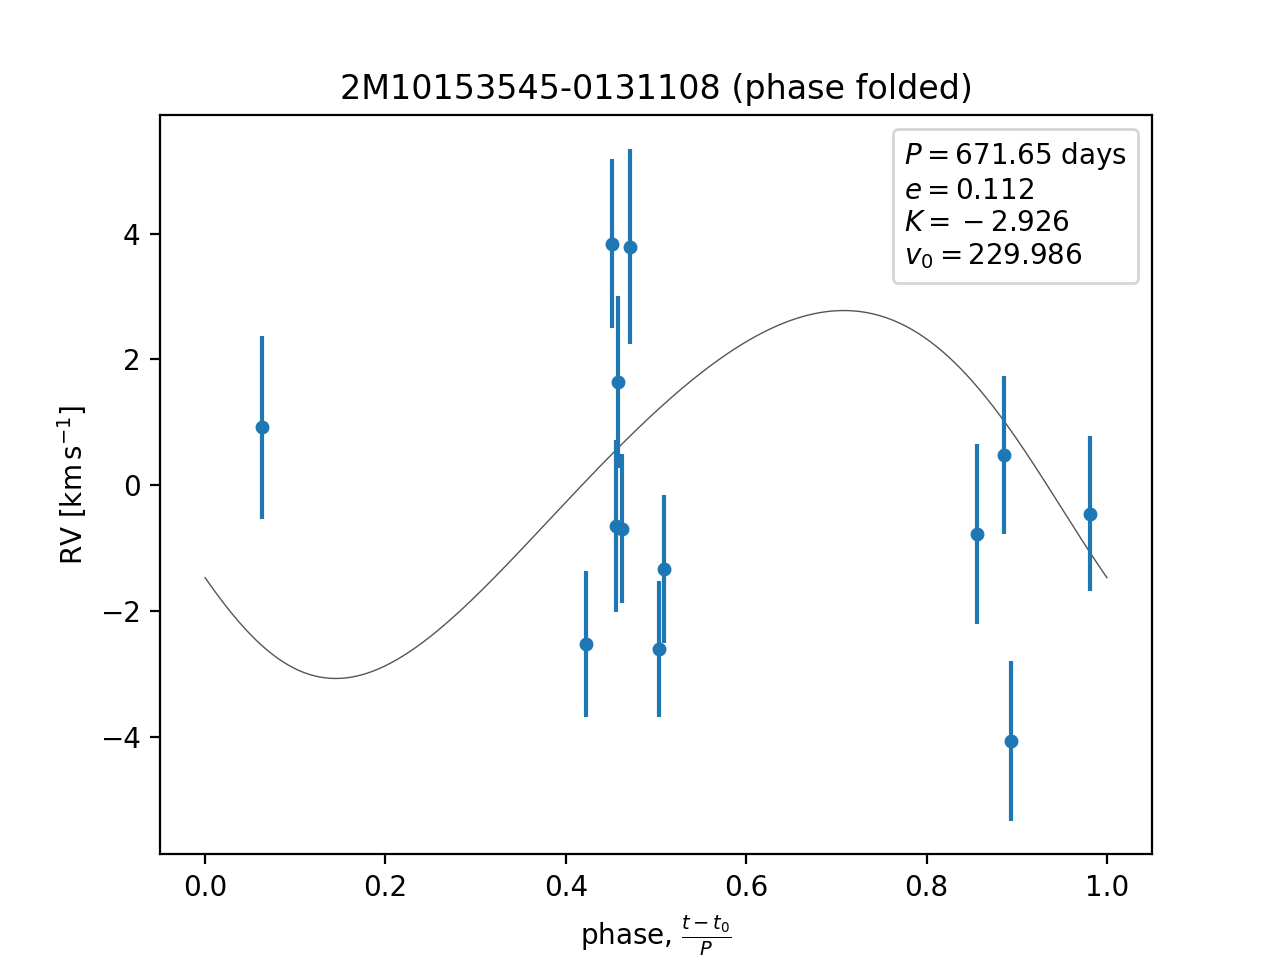 2M10153545-0131108 (phase folded)
P = 671.65 days
e = 0.112
K = −2.926
v₀ = 229.986
RV [km s⁻¹]
4
2
0
−2
−4
0.0 0.2 0.4 0.6 0.8 1.0
phase, (t − t₀)/P